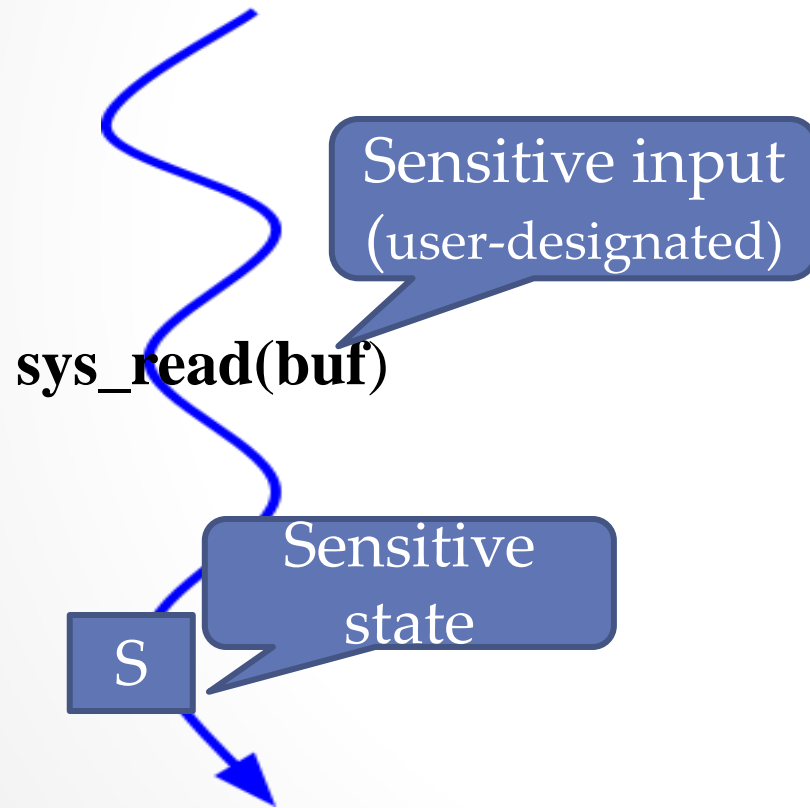 Sensitive input
(user-designated)
sys_read(buf)
Sensitive
state
S